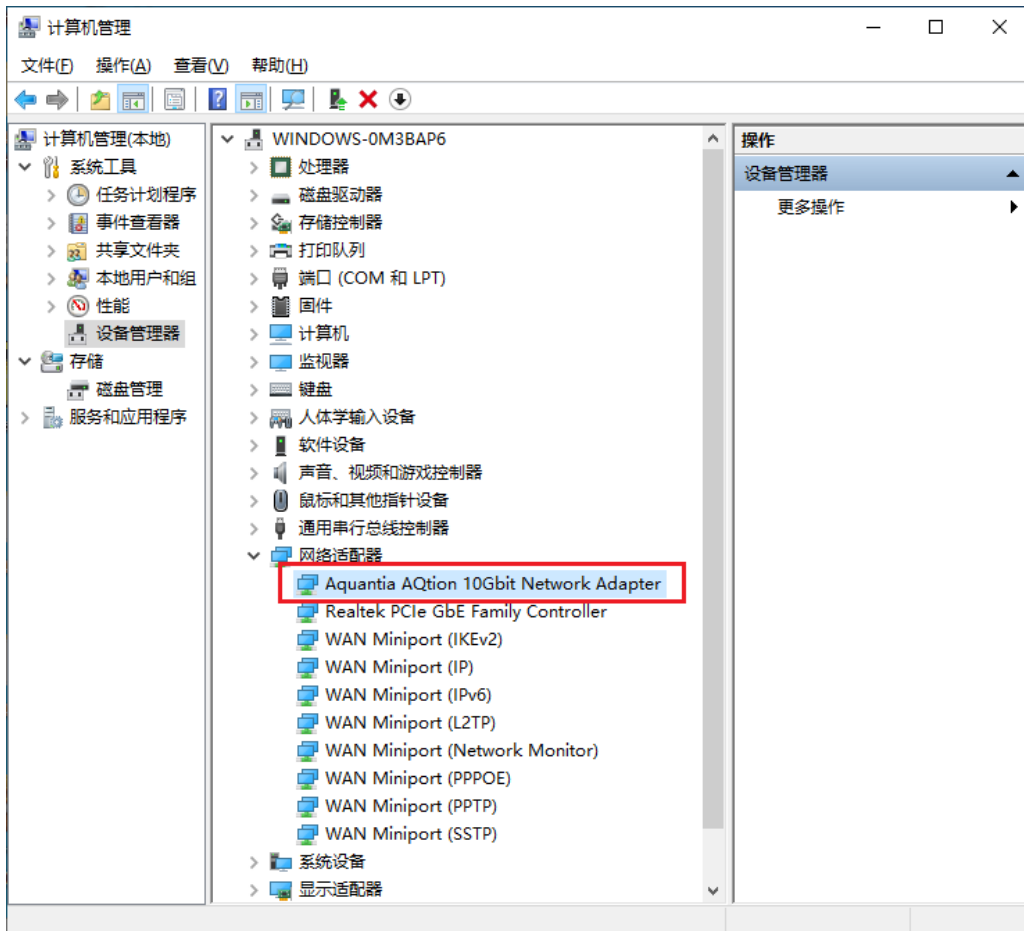 计算机管理
文件(F) 操作(A) 查看(V) 帮助(H)
计算机管理(本地)
系统工具
任务计划程序
事件查看器
共享文件夹
本地用户和组
性能
设备管理器
存储
磁盘管理
服务和应用程序
WINDOWS-0M3BAP6
处理器
磁盘驱动器
存储控制器
打印队列
端口 (COM 和 LPT)
固件
计算机
监视器
键盘
人体学输入设备
软件设备
声音、视频和游戏控制器
鼠标和其他指针设备
通用串行总线控制器
网络适配器
Aquantia AQtion 10Gbit Network Adapter
Realtek PCIe GbE Family Controller
WAN Miniport (IKEv2)
WAN Miniport (IP)
WAN Miniport (IPv6)
WAN Miniport (L2TP)
WAN Miniport (Network Monitor)
WAN Miniport (PPPOE)
WAN Miniport (PPTP)
WAN Miniport (SSTP)
系统设备
显示适配器
操作
设备管理器
更多操作